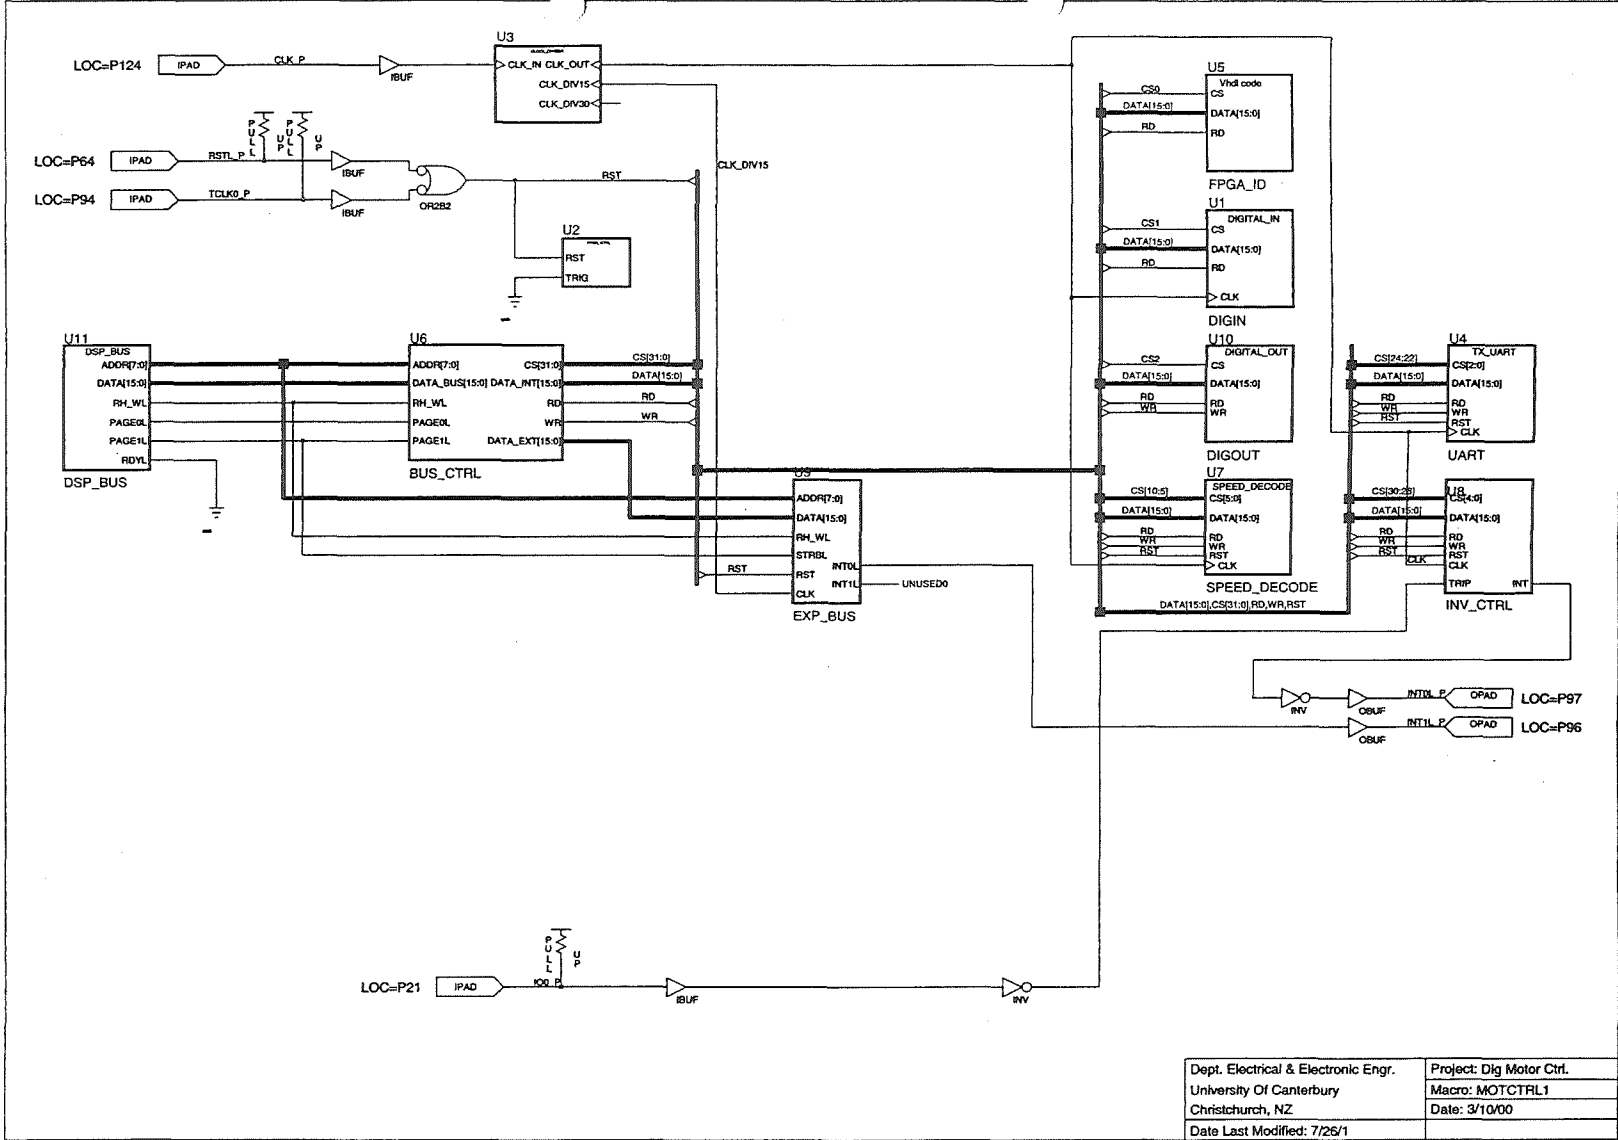 U3
LOC=P124
IPAD
CLK_P
IBUF
CLK_IN CLK_OUT
CLK_DIV15
CLK_DIV30
PULL UP
PULL UP
LOC=P64
IPAD
RSTL_P
IBUF
LOC=P94
IPAD
TCLK0_P
IBUF
OR2B2
RST
CLK_DIV15
U2
RST
TRIG
U11
DSP_BUS
ADDR[7:0]
DATA[15:0]
RH_WL
PAGE0L
PAGE1L
RDYL
DSP_BUS
U6
ADDR[7:0]
CS[31:0]
DATA_BUS[15:0] DATA_INT[15:0]
RH_WL
RD
PAGE0L
WR
PAGE1L
DATA_EXT[15:0]
BUS_CTRL
CS[31:0]
DATA[15:0]
RD
WR
U9
ADDR[7:0]
DATA[15:0]
RH_WL
STRBL
INT0L
RST
RST
INT1L
UNUSED0
CLK
EXP_BUS
U5
Vhdl code
CS0
CS
DATA[15:0]
DATA[15:0]
RD
RD
FPGA_ID
U1
DIGITAL_IN
CS1
CS
DATA[15:0]
DATA[15:0]
RD
RD
CLK
DIGIN
U10
DIGITAL_OUT
CS2
CS
DATA[15:0]
DATA[15:0]
RD
RD
WR
WR
DIGOUT
U7
SPEED_DECODE
CS[10:5]
CS[5:0]
DATA[15:0]
DATA[15:0]
RD
RD
WR
WR
RST
RST
CLK
SPEED_DECODE
DATA[15:0],CS[31:0],RD,WR,RST
U4
TX_UART
CS[24:22]
CS[2:0]
DATA[15:0]
DATA[15:0]
RD
RD
WR
WR
RST
RST
CLK
UART
U8
CS[30:26]
CS[4:0]
DATA[15:0]
DATA[15:0]
RD
RD
WR
WR
RST
RST
CLK
CLK
TRIP
INT
INV_CTRL
INV
OBUF
INT0L_P
OPAD
LOC=P97
OBUF
INT1L_P
OPAD
LOC=P96
PULL UP
LOC=P21
IPAD
IO0_P
IBUF
INV
Dept. Electrical & Electronic Engr.
Project: Dig Motor Ctrl.
University Of Canterbury
Macro: MOTCTRL1
Christchurch, NZ
Date: 3/10/00
Date Last Modified: 7/26/1